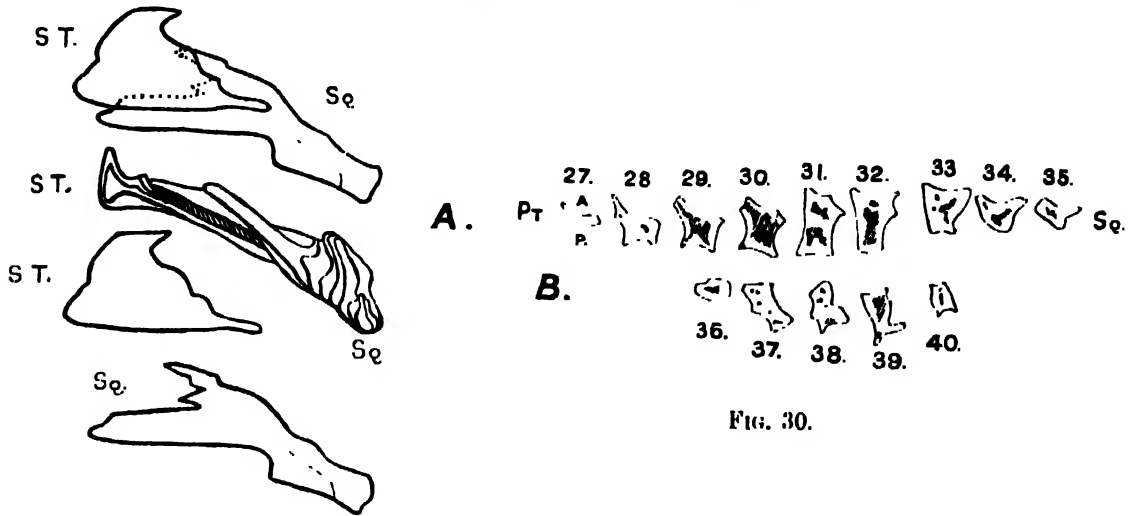 S T.
Sq.
S T.
A.
S T.
Sq
Sq.
27. 28 29. 30. 31. 32. 33 34. 35.
PT A P. Sq.
B.
36. 37. 38. 39. 40.
FIG. 30.